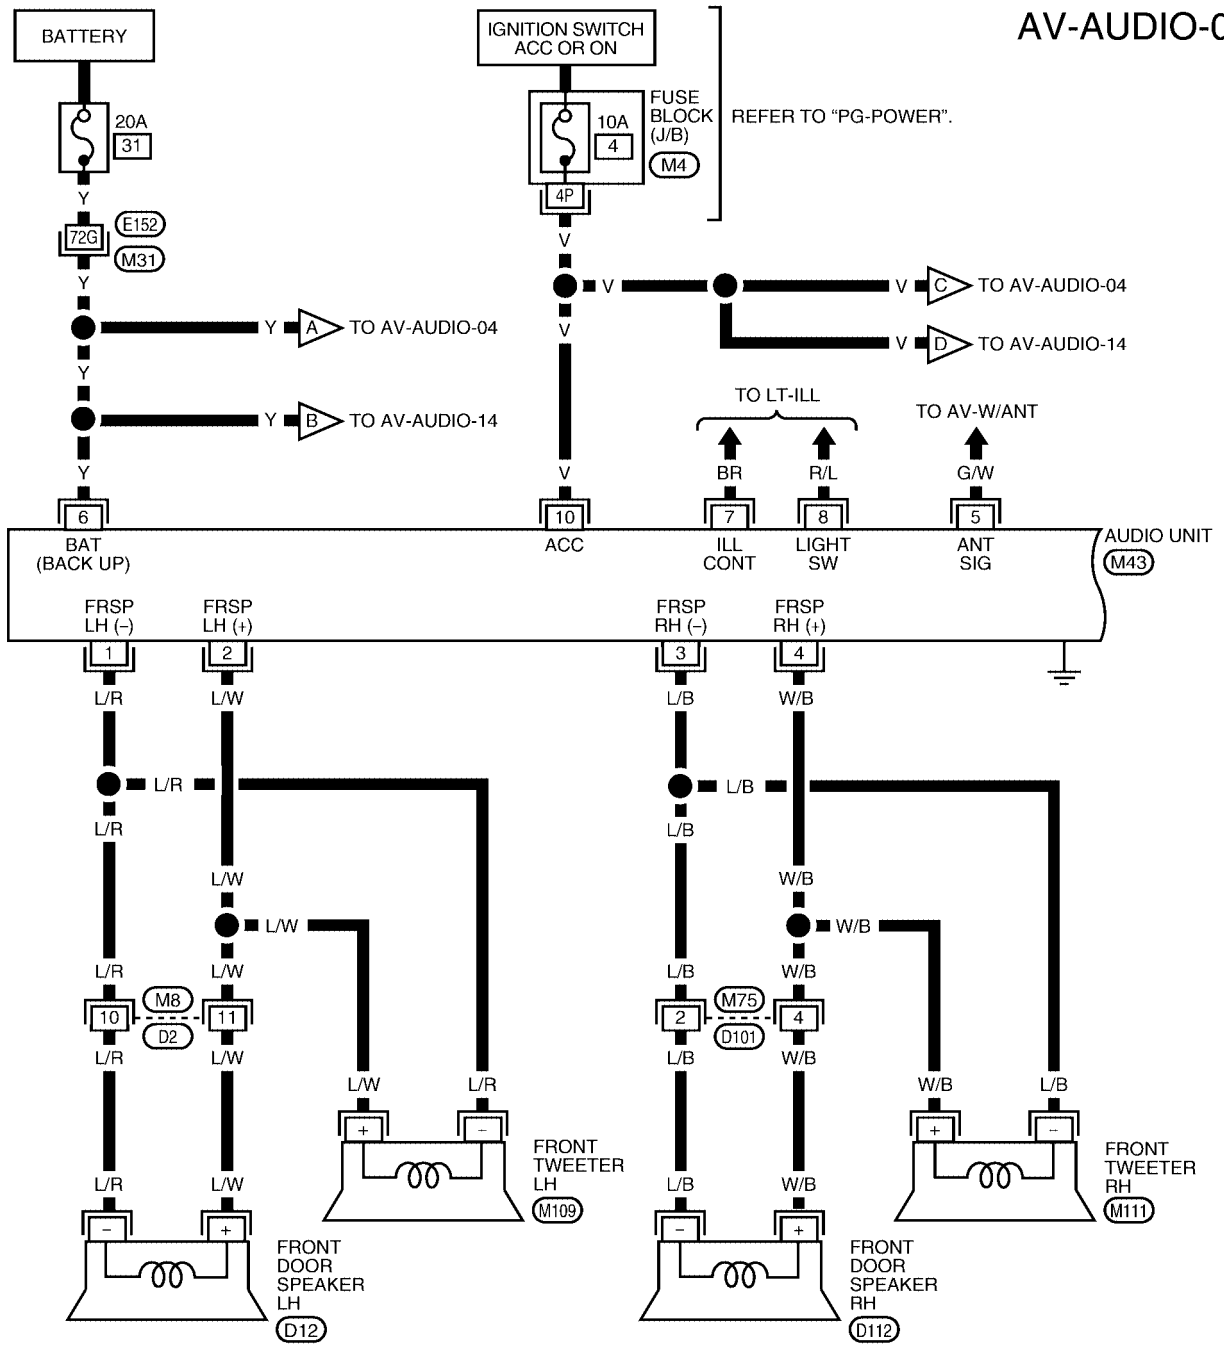 AV-AUDIO-0
BATTERY
IGNITION SWITCH
ACC OR ON
20A
31
10A
4
FUSE
BLOCK
(J/B)
M4
REFER TO “PG-POWER”.
4P
Y
V
72G
E152
M31
Y
V
V
C
TO AV-AUDIO-04
Y
A
TO AV-AUDIO-04
V
V
D
TO AV-AUDIO-14
Y
Y
B
TO AV-AUDIO-14
TO LT-ILL
TO AV-W/ANT
Y
V
BR
R/L
G/W
6
10
7
8
5
BAT
(BACK UP)
ACC
ILL
CONT
LIGHT
SW
ANT
SIG
AUDIO UNIT
M43
FRSP
LH (–)
FRSP
LH (+)
FRSP
RH (–)
FRSP
RH (+)
1
2
3
4
L/R
L/W
L/B
W/B
L/R
L/B
L/R
L/B
L/W
W/B
L/W
W/B
L/R
L/W
L/B
W/B
10
M8
D2
11
2
M75
D101
4
L/R
L/W
L/B
W/B
L/W
L/R
W/B
L/B
+
–
+
–
FRONT
TWEETER
LH
M109
FRONT
TWEETER
RH
M111
L/R
L/W
L/B
W/B
–
+
–
+
FRONT
DOOR
SPEAKER
LH
D12
FRONT
DOOR
SPEAKER
RH
D112